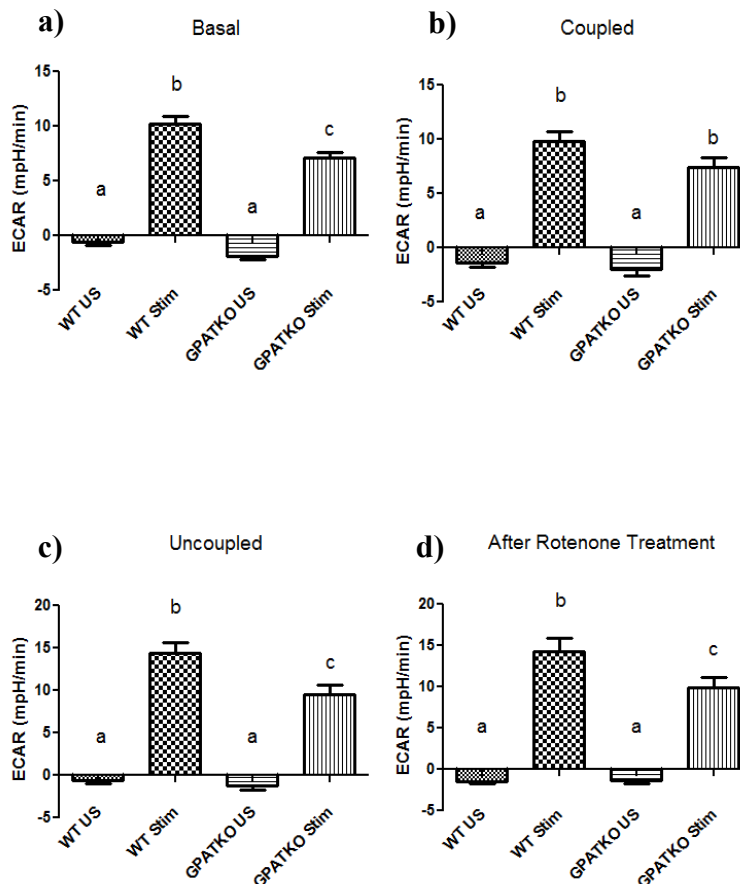 a)
Basal
ECAR (mpH/min)
15
10
5
0
-5
a
b
a
c
WT US
WT Stim
GPATKO US
GPATKO Stim
b)
Coupled
ECAR (mpH/min)
15
10
5
0
-5
a
b
a
b
WT US
WT Stim
GPATKO US
GPATKO Stim
c)
Uncoupled
ECAR (mpH/min)
20
15
10
5
0
-5
a
b
a
c
WT US
WT Stim
GPATKO US
GPATKO Stim
d)
After Rotenone Treatment
ECAR (mpH/min)
20
15
10
5
0
-5
a
b
a
c
WT US
WT Stim
GPATKO US
GPATKO Stim